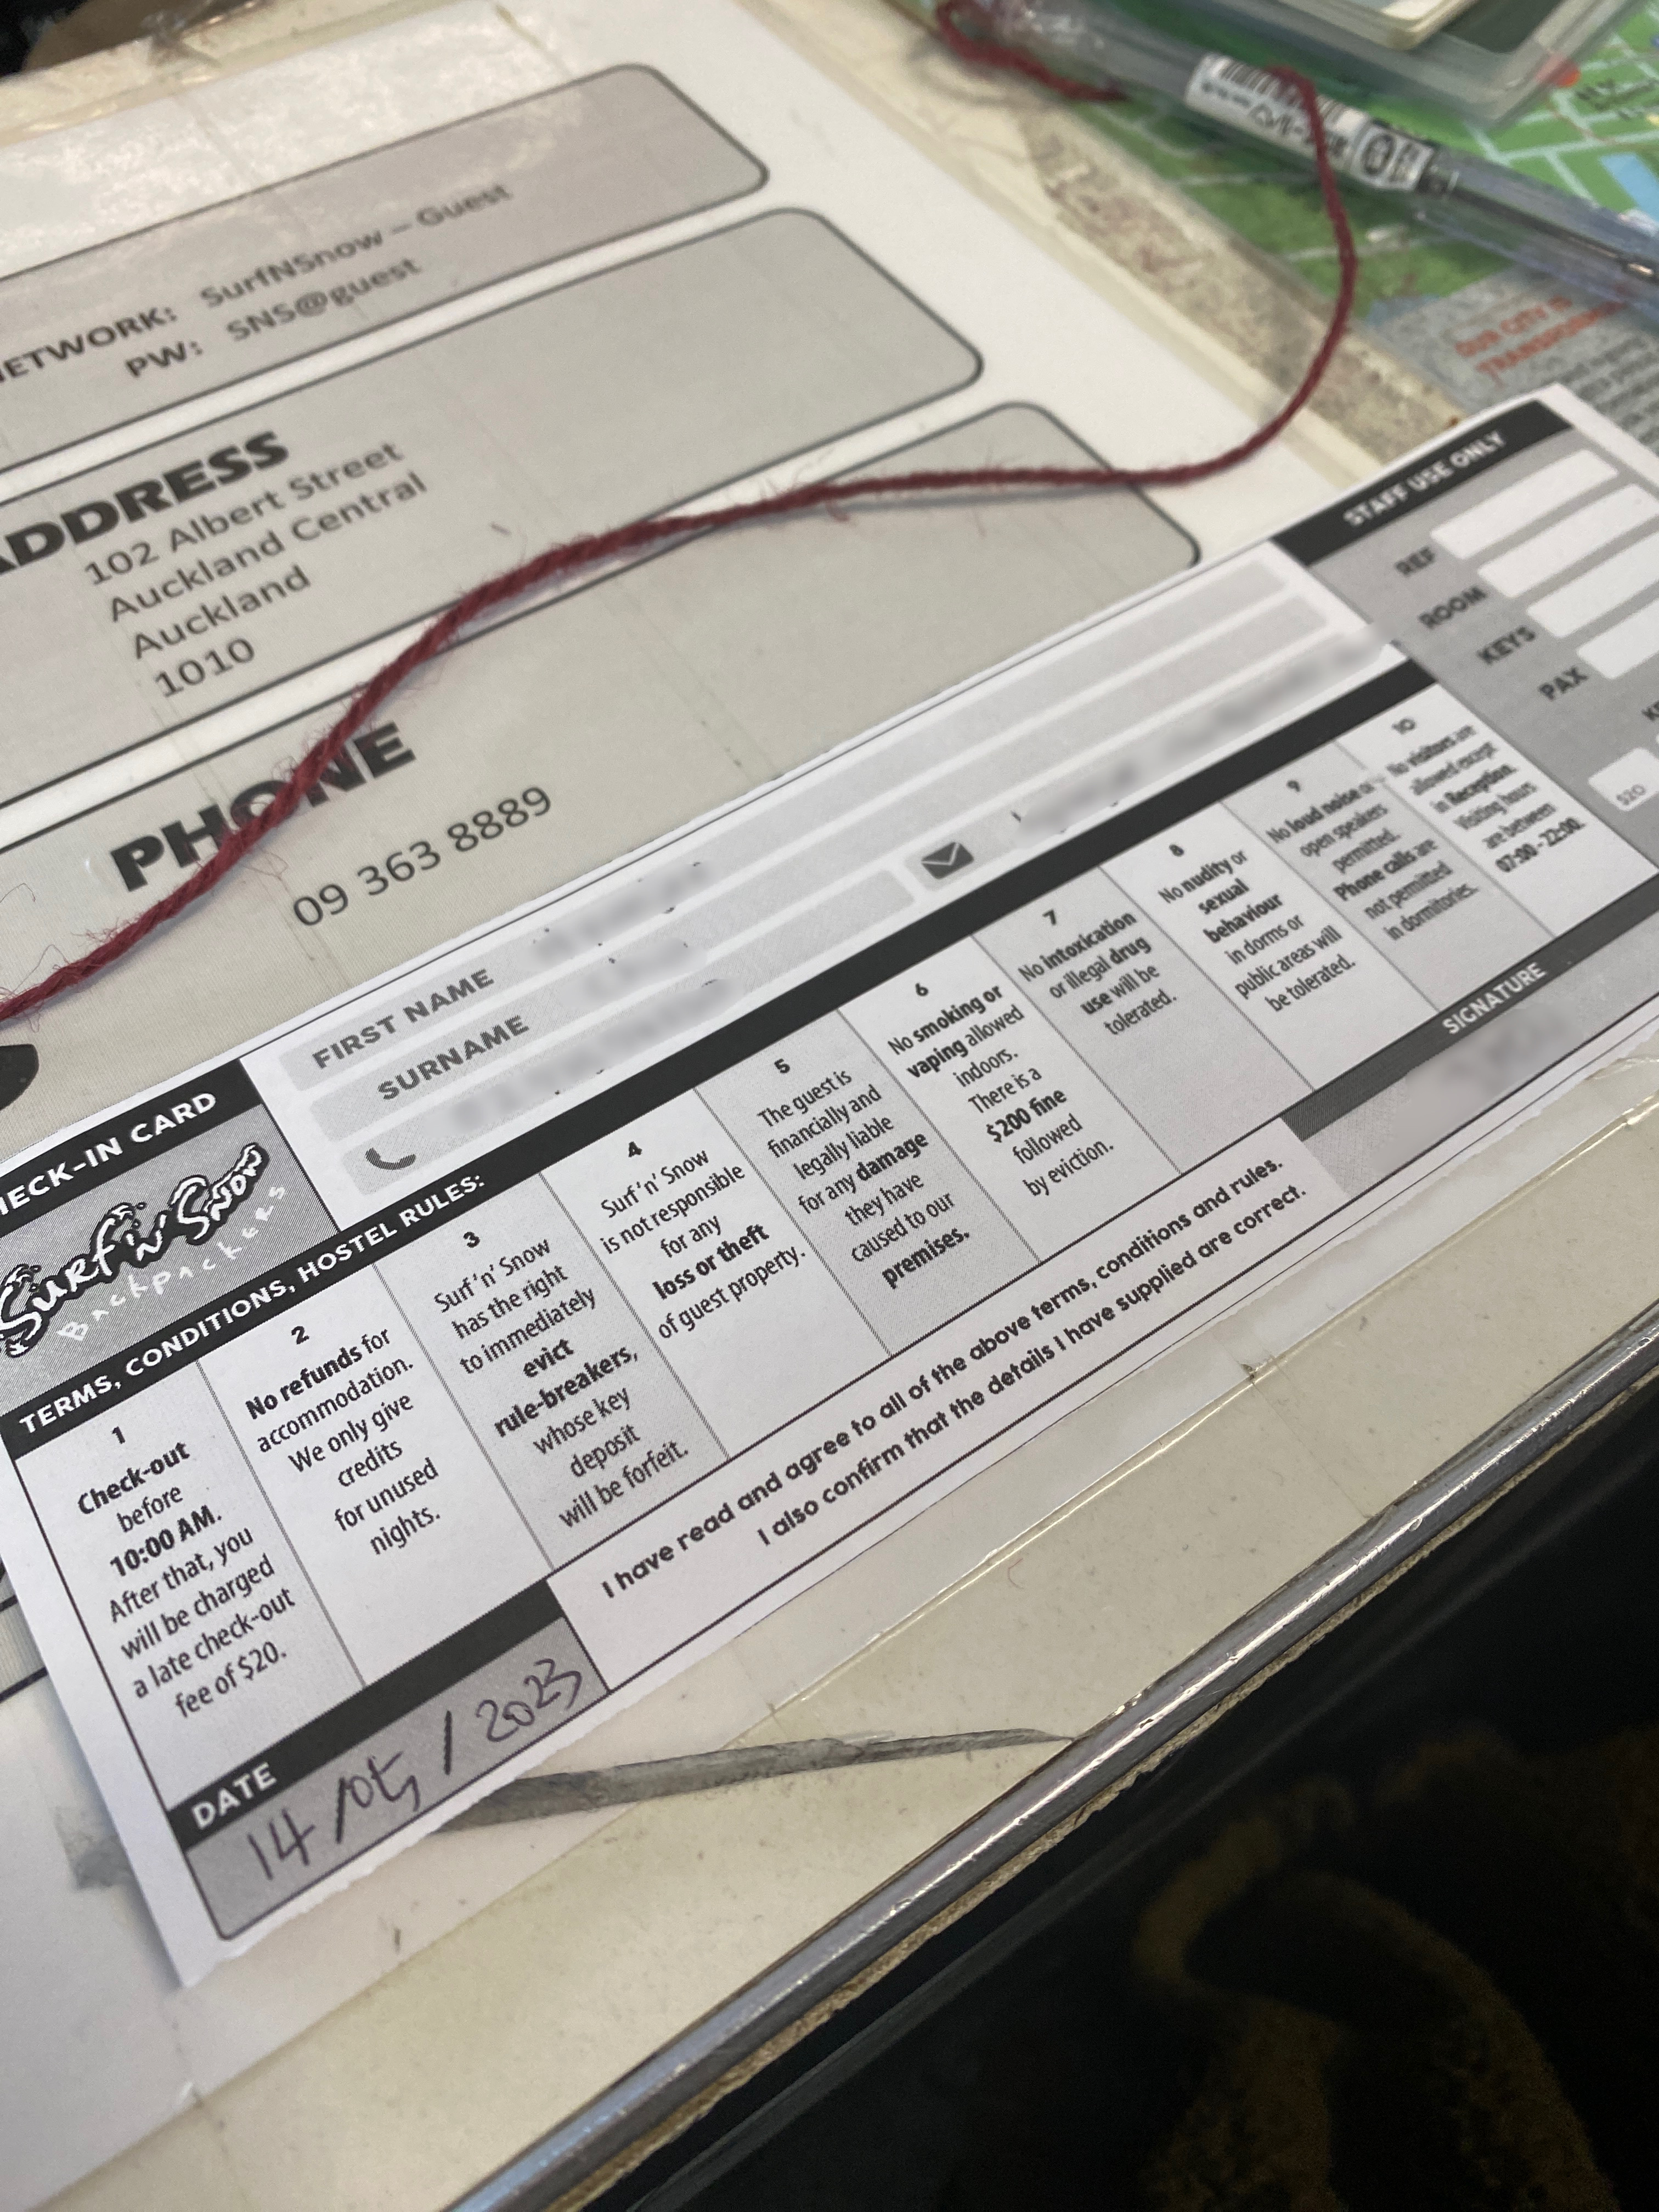 NETWORK: SurfNSnow – Guest
PW: SNS@guest
ADDRESS
102 Albert Street
Auckland Central
Auckland
1010
PHONE
09 363 8889
OUR CITY IS
CHECK-IN CARD
Surf 'n' Snow
Backpackers
FIRST NAME
SURNAME
STAFF USE ONLY
REF
ROOM
KEYS
PAX
$20
TERMS, CONDITIONS, HOSTEL RULES:
1
Check-out
before
10:00 AM.
After that, you
will be charged
a late check-out
fee of $20.
2
No refunds for
accommodation.
We only give
credits
for unused
nights.
3
Surf 'n' Snow
has the right
to immediately
evict
rule-breakers,
whose key
deposit
will be forfeit.
4
Surf 'n' Snow
is not responsible
for any
loss or theft
of guest property.
5
The guest is
financially and
legally liable
for any damage
they have
caused to our
premises.
6
No smoking or
vaping allowed
indoors.
There is a
$200 fine
followed
by eviction.
7
No intoxication
or illegal drug
use will be
tolerated.
8
No nudity or
sexual
behaviour
in dorms or
public areas will
be tolerated.
9
No loud noise or
open speakers
permitted.
Phone calls are
not permitted
in dormitories.
10
No visitors are
allowed except
in Reception.
Visiting hours
are between
07:00 - 22:00.
DATE
14/05/2023
I have read and agree to all of the above terms, conditions and rules.
I also confirm that the details I have supplied are correct.
SIGNATURE